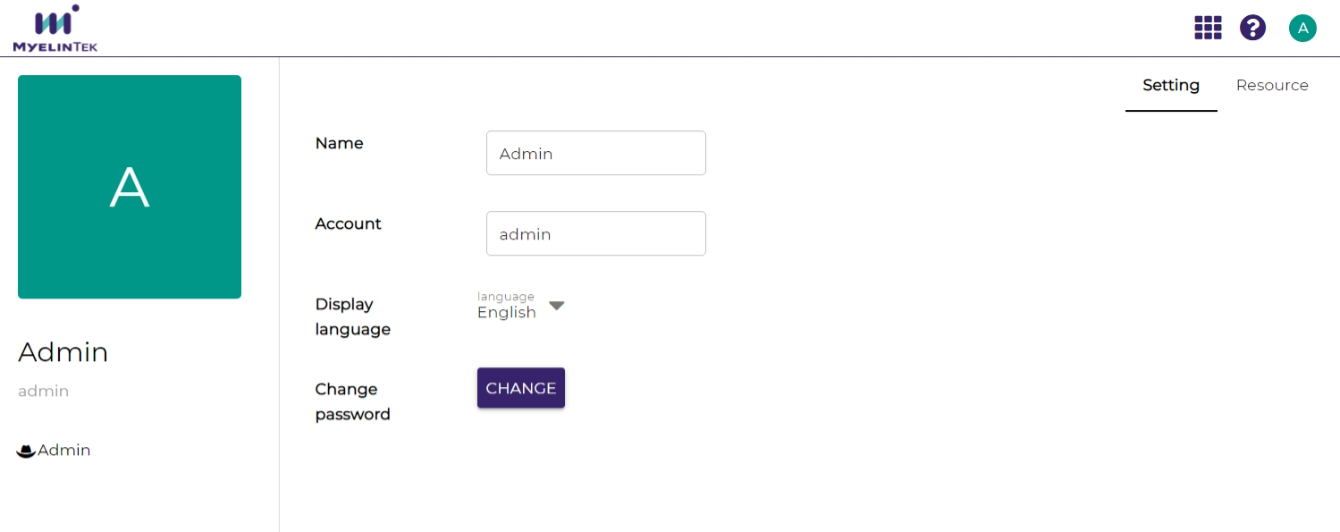 MYELINTEK
A
Setting
Resource
A
Admin
admin
Admin
Name
Admin
Account
admin
Display
language
language
English
Change
password
CHANGE